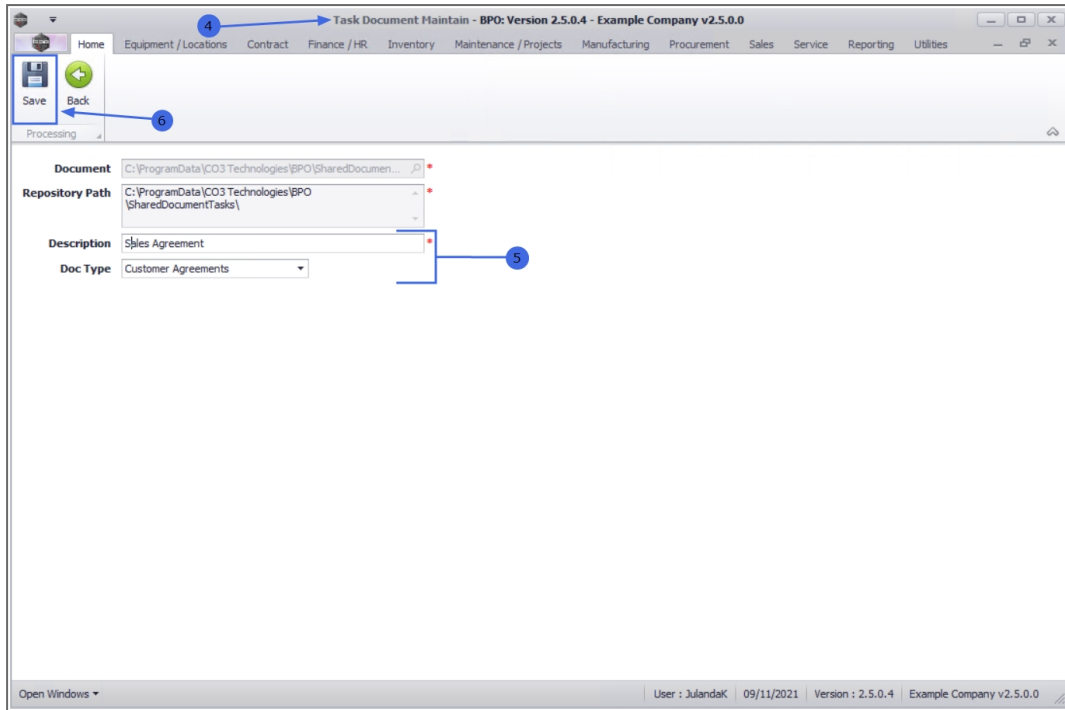 Task Document Maintain - BPO: Version 2.5.0.4 - Example Company v2.5.0.0
4
Home Equipment / Locations Contract Finance / HR Inventory Maintenance / Projects Manufacturing Procurement Sales Service Reporting Utilities
Save Back
6
Processing
Document C:\ProgramData\CO3 Technologies\BPO\SharedDocumen... *
Repository Path C:\ProgramData\CO3 Technologies\BPO *
\SharedDocumentTasks\
Description Sales Agreement *
5
Doc Type Customer Agreements
Open Windows User : JulandaK 09/11/2021 Version : 2.5.0.4 Example Company v2.5.0.0